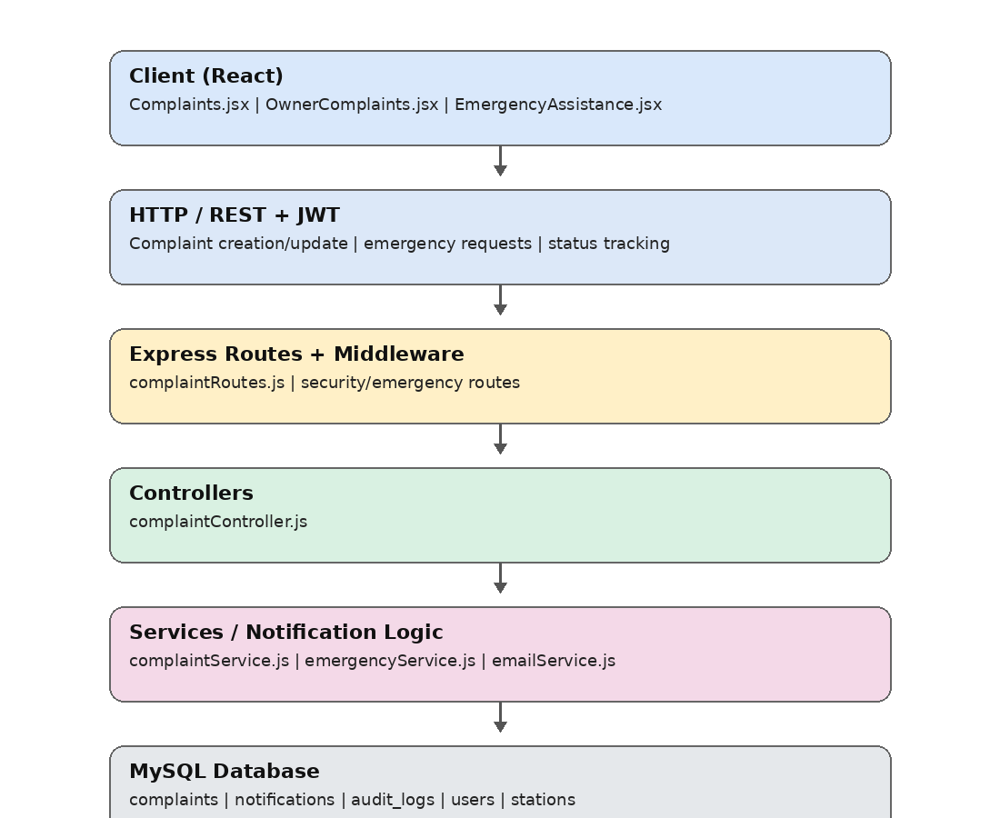 Client (React)
Complaints.jsx | OwnerComplaints.jsx | EmergencyAssistance.jsx
HTTP / REST + JWT
Complaint creation/update | emergency requests | status tracking
Express Routes + Middleware
complaintRoutes.js | security/emergency routes
Controllers
complaintController.js
Services / Notification Logic
complaintService.js | emergencyService.js | emailService.js
MySQL Database
complaints | notifications | audit_logs | users | stations